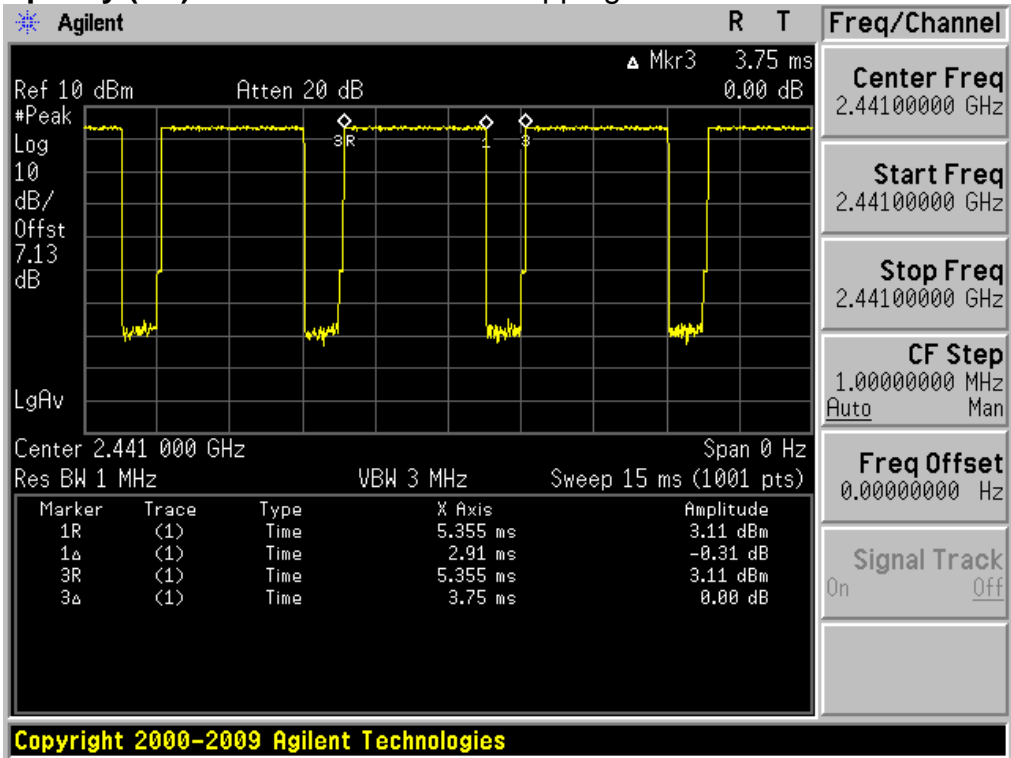 Agilent R T Freq/Channel
▵ Mkr3 3.75 ms
Ref 10 dBm Atten 20 dB 0.00 dB
#Peak
Log
10
dB/
Offst
7.13
dB
LgAv
3R 1 3
Center 2.441 000 GHz Span 0 Hz
Res BW 1 MHz VBW 3 MHz Sweep 15 ms (1001 pts)
Marker Trace Type X Axis Amplitude
1R (1) Time 5.355 ms 3.11 dBm
1▵ (1) Time 2.91 ms -0.31 dB
3R (1) Time 5.355 ms 3.11 dBm
3▵ (1) Time 3.75 ms 0.00 dB
Center Freq
2.44100000 GHz
Start Freq
2.44100000 GHz
Stop Freq
2.44100000 GHz
CF Step
1.00000000 MHz
Auto Man
Freq Offset
0.00000000 Hz
Signal Track
On Off
Copyright 2000-2009 Agilent Technologies